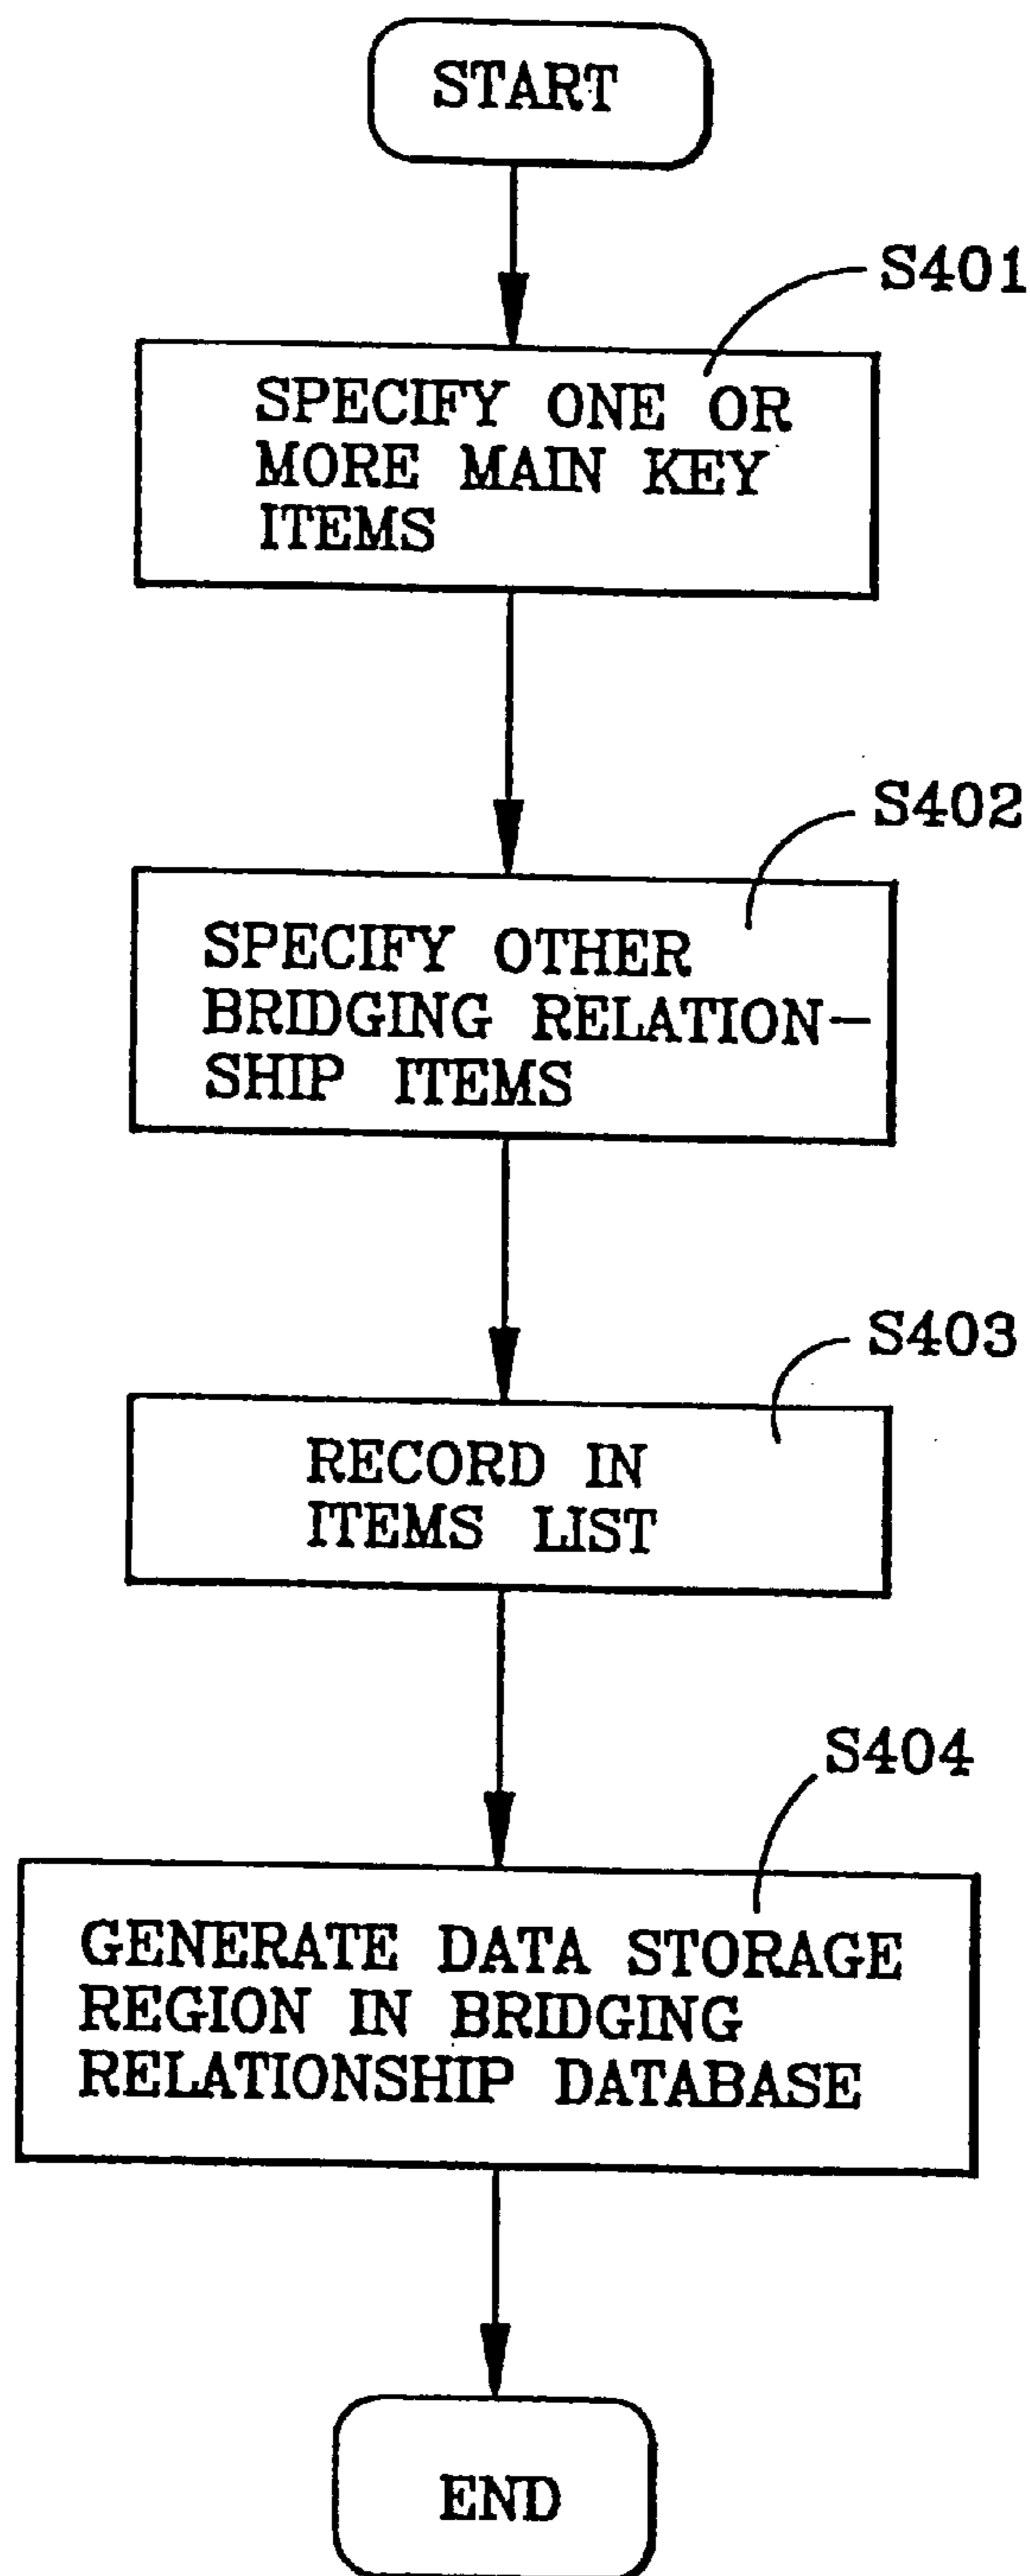 START
S401
SPECIFY ONE OR
MORE MAIN KEY
ITEMS
S402
SPECIFY OTHER
BRIDGING RELATION-
SHIP ITEMS
S403
RECORD IN
ITEMS LIST
S404
GENERATE DATA STORAGE
REGION IN BRIDGING
RELATIONSHIP DATABASE
END